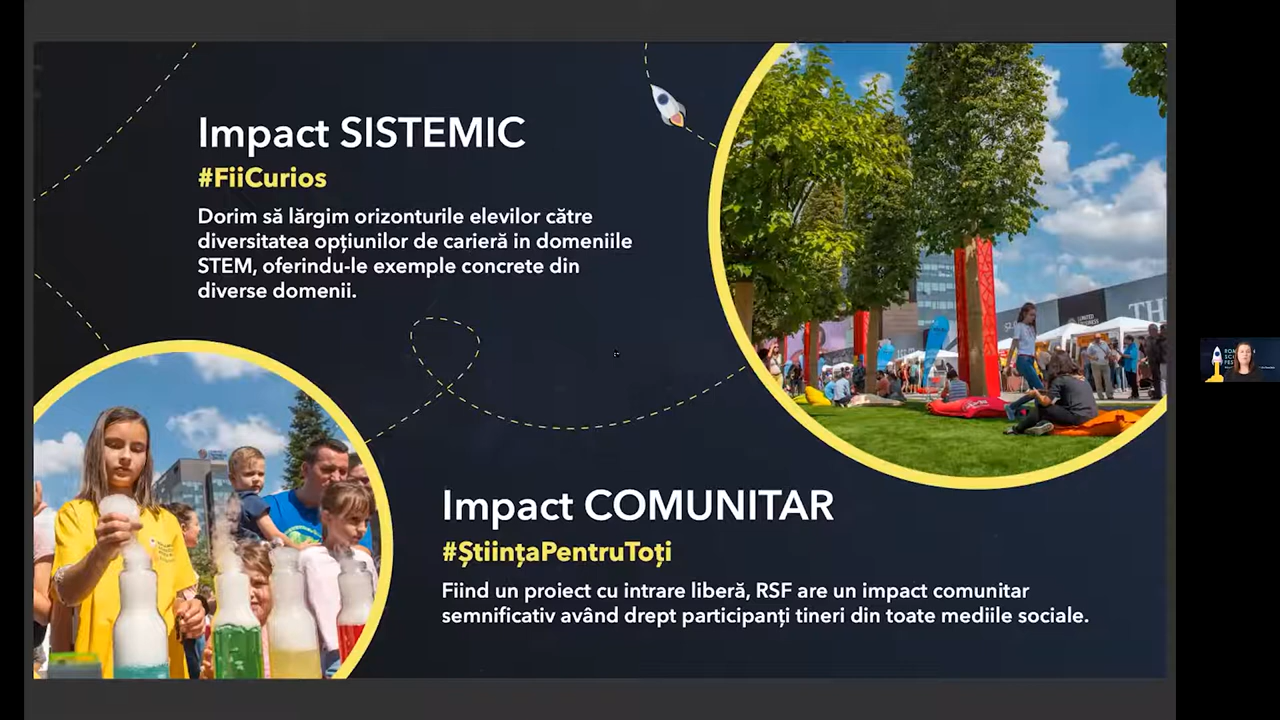 Impact SISTEMIC
#FiiCurios
Dorim să lărgim orizonturile elevilor către
diversitatea opțiunilor de carieră in domeniile
STEM, oferindu-le exemple concrete din
diverse domenii.
Impact COMUNITAR
#ȘtiințaPentruToți
Fiind un proiect cu intrare liberă, RSF are un impact comunitar
semnificativ având drept participanți tineri din toate mediile sociale.